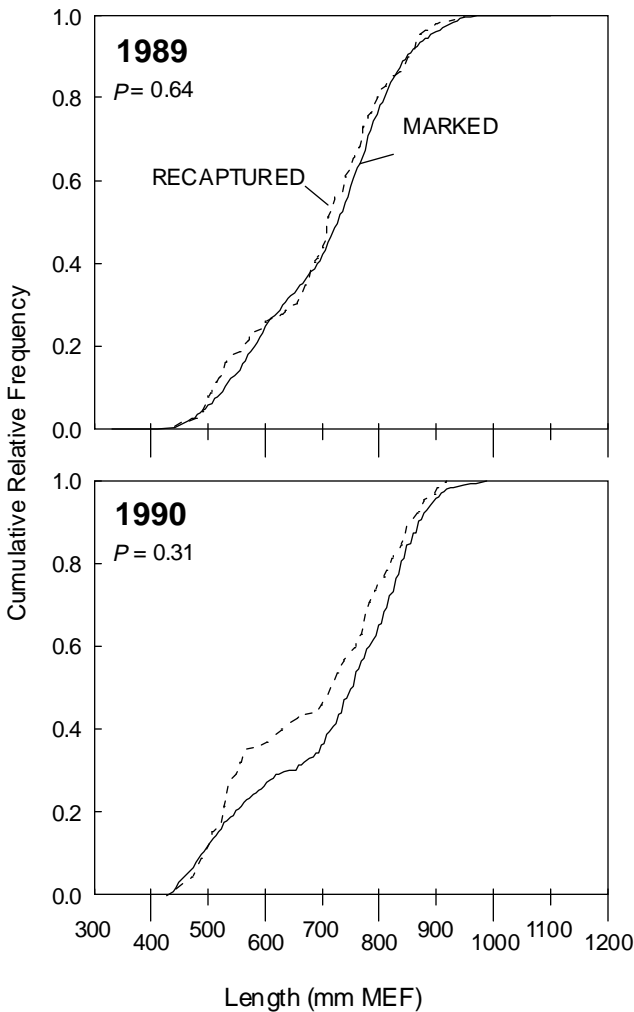 1.0
1989
P = 0.64
0.8
MARKED
RECAPTURED
0.6
0.4
0.2
0.0
Cumulative Relative Frequency
1.0
1990
P = 0.31
0.8
0.6
0.4
0.2
0.0
300 400 500 600 700 800 900 1000 1100 1200
Length (mm MEF)